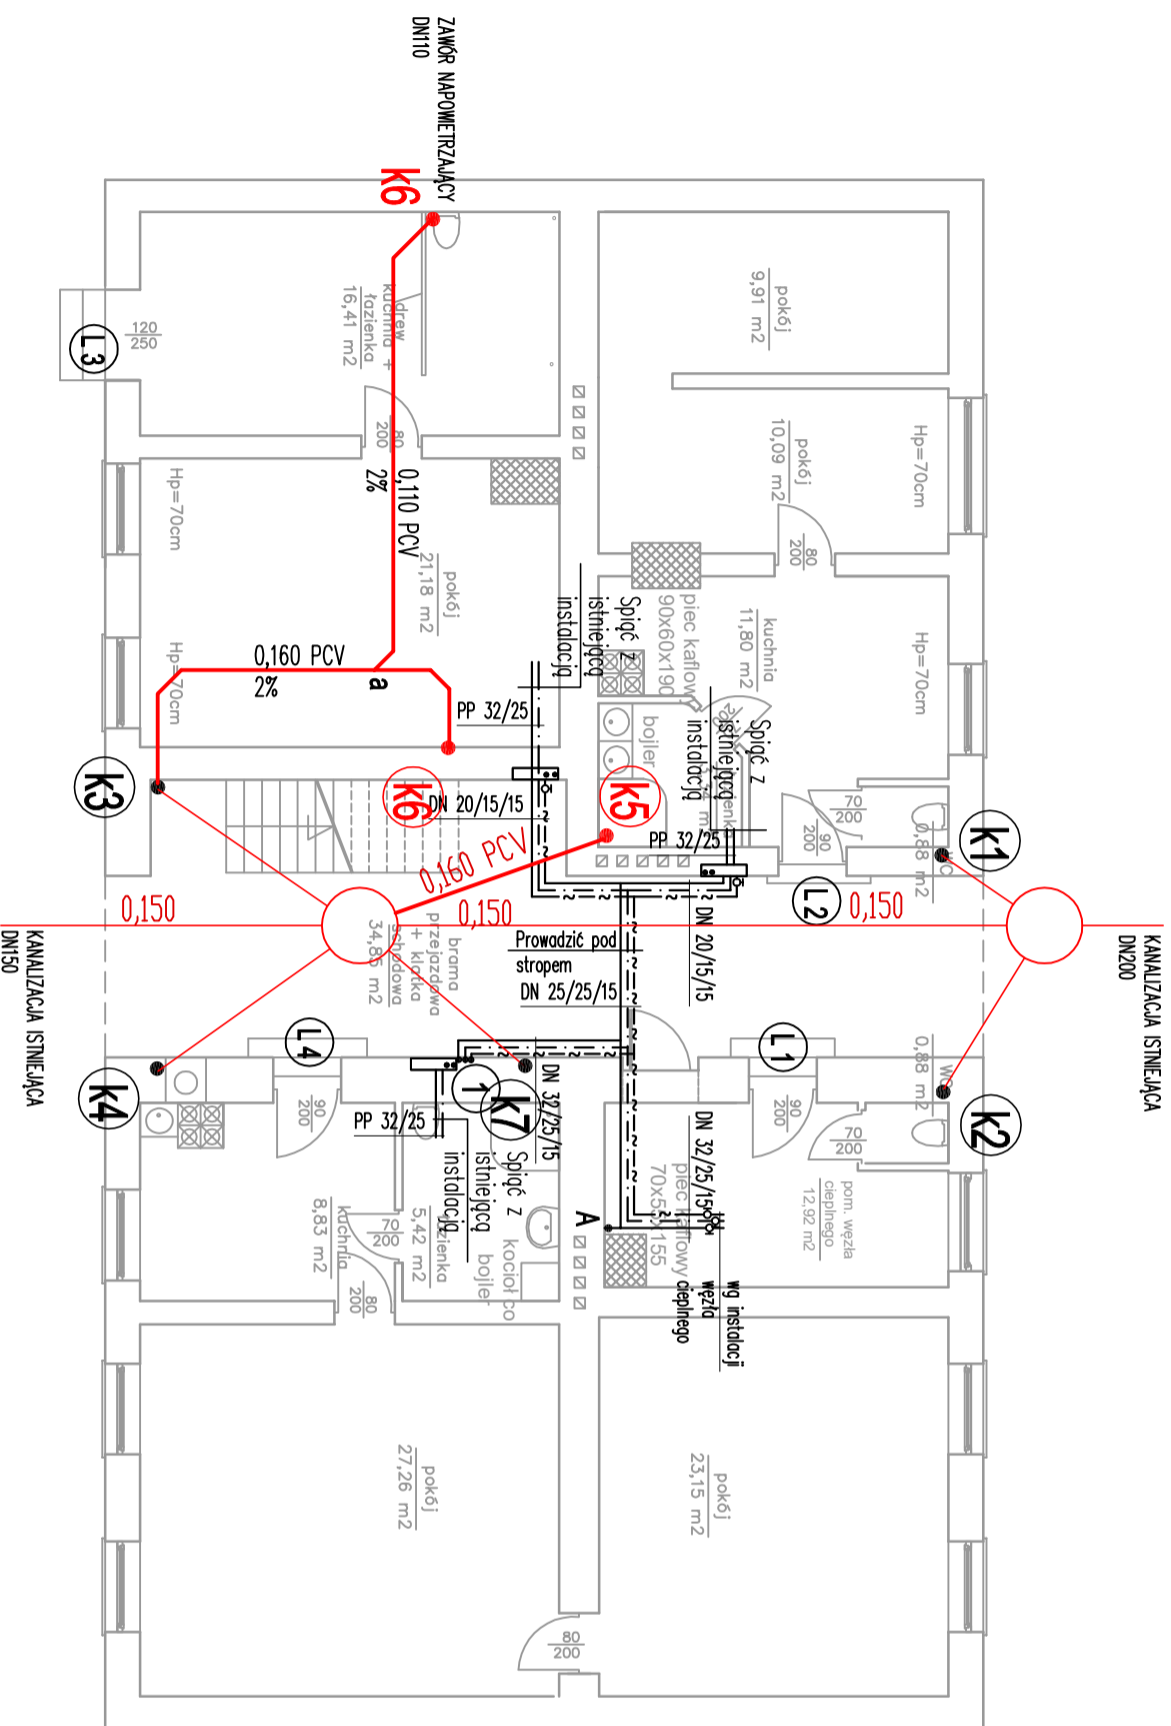 ZAWÓR NAPOWIETRZAJĄCY
DN110
KANALIZACJA ISTNIEJĄCA
DN200
k6
pokój
9,91 m2
drew
kuchnia +
łazienka
16,41 m2
120
250
L3
80
200
Hp=70cm
pokój
10,09 m2
Hp=70cm
0,110 PCV
2%
pokój
21,18 m2
80
200
Spiąć z
istniejącą
instalacją
piec kaflowy
90x60x190
kuchnia
11,80 m2
Hp=70cm
Hp=70cm
0,160 PCV
2%
a
PP 32/25
bojler
Spiąć z
istniejącą
instalacją
k3
k6
DN 20/15/15
k5
PP 32/25
70
200
90
200
WC
0,88 m2
k1
0,160 PCV
L2
0,150
0,150
0,150
DN 20/15/15
Prowadzić pod
stropem
DN 25/25/15
brama
przejazdowa
+ klatka
schodowa
34,85 m2
KANALIZACJA ISTNIEJĄCA
DN150
L4
L1
WC
0,88 m2
k4
90
200
1
k7
DN 32/25/15
PP 32/25
DN 32/25/15
90
200
70
200
k2
Spiąć z
istniejącą
instalacją
piec kaflowy
pom. węzła
cieplnego
12,92 m2
kuchnia
8,83 m2
70
200
łazienka
5,42 m2
kocioł co
bojler
A
80
200
wg instalacji
węzła
cieplnego
pokój
27,26 m2
pokój
23,15 m2
80
200